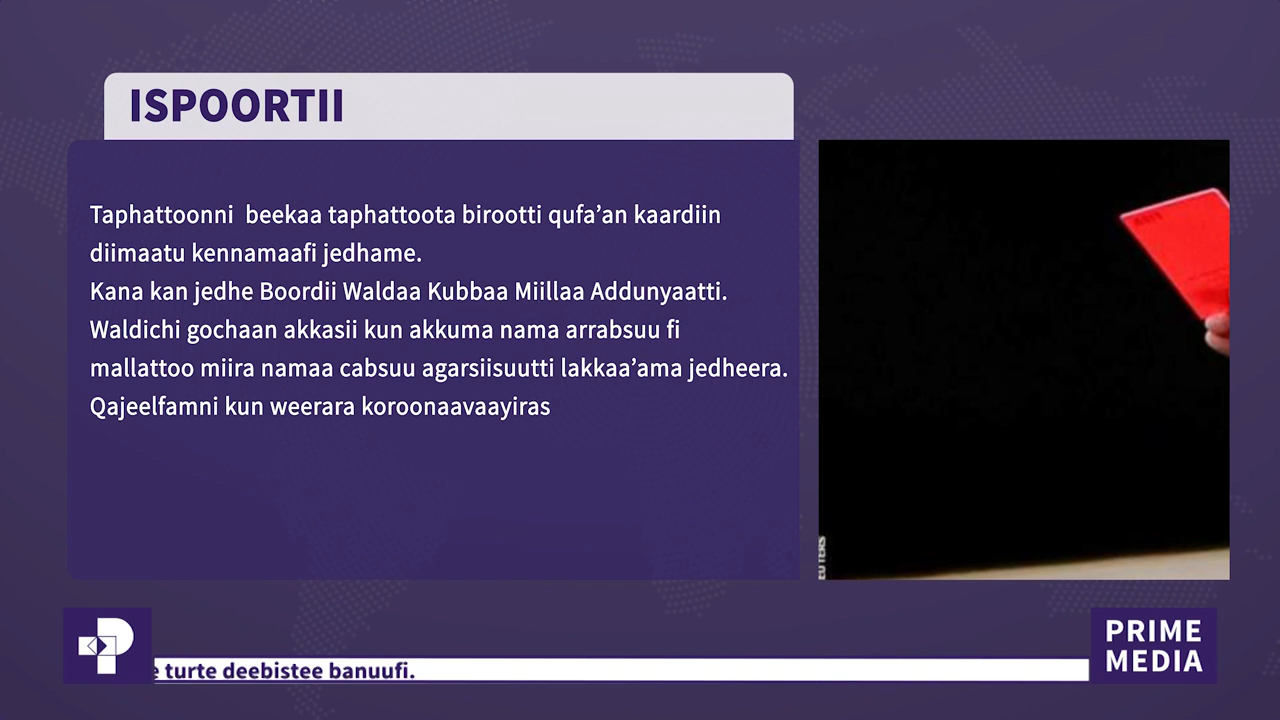 ISPOORTII
Taphattoonni beekaa taphattoota birootti qufa’an kaardiin
diimaatu kennamaafi jedhame.
Kana kan jedhe Boordii Waldaa Kubbaa Miillaa Addunyaatti.
Waldichi gochaan akkasii kun akkuma nama arrabsuu fi
mallattoo miira namaa cabsuu agarsiisuutti lakkaa’ama jedheera.
Qajeelfamni kun weerara koroonaavaayiras
turte deebistee banuufi.
PRIME
MEDIA